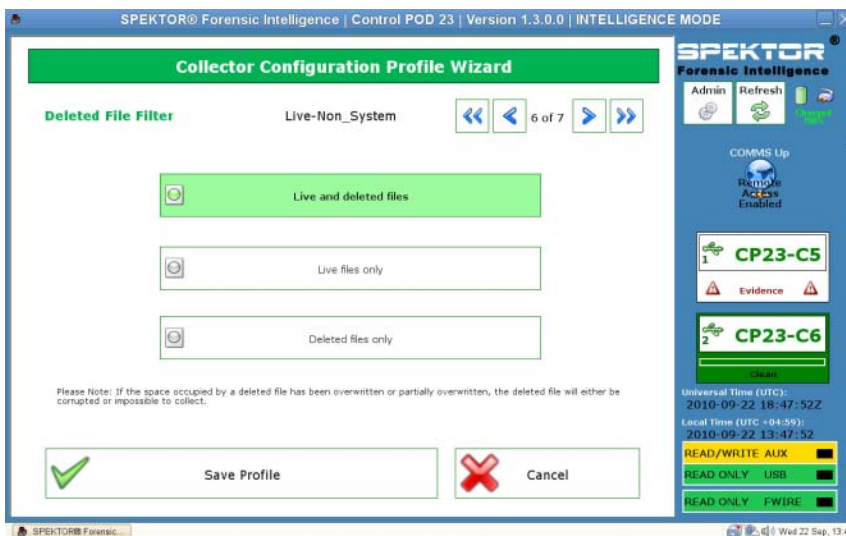 SPEKTOR® Forensic Intelligence | Control POD 23 | Version 1.3.0.0 | INTELLIGENCE MODE
Collector Configuration Profile Wizard
Deleted File Filter
Live-Non_System
6 of 7
Live and deleted files
Live files only
Deleted files only
Please Note: If the space occupied by a deleted file has been overwritten or partially overwritten, the deleted file will either be
corrupted or impossible to collect.
Save Profile
Cancel
SPEKTOR®
Forensic Intelligence
Admin
Refresh
COMMS Up
Remote
Access
Enabled
1
CP23-C5
Evidence
2
CP23-C6
Clean
Universal Time (UTC):
2010-09-22 18:47:52Z
Local Time (UTC +04:59):
2010-09-22 13:47:52
READ/WRITE AUX
READ ONLY USB
READ ONLY FWIRE
SPEKTOR® Forensic...
Wed 22 Sep, 13:4